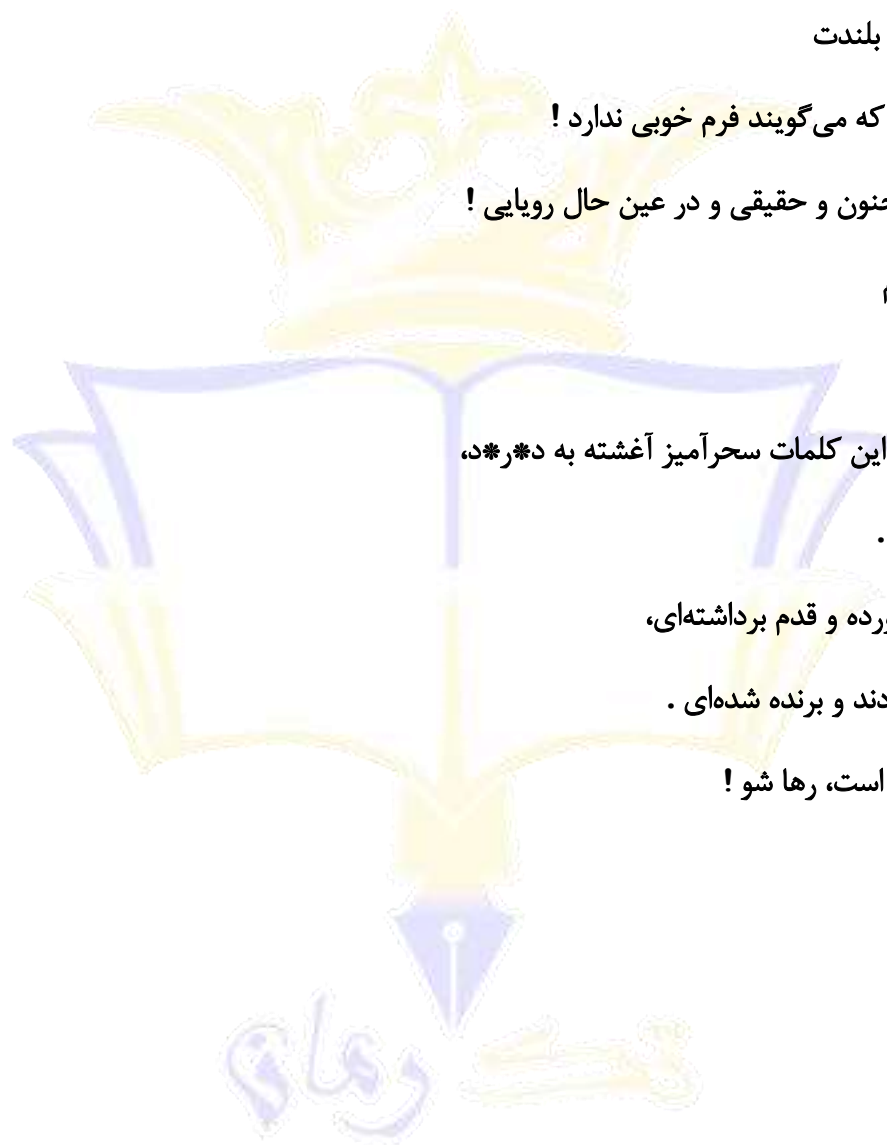 بلندت
که می‌گویند فرم خوبی ندارد !
جنون و حقیقی و در عین حال رویایی !
م
این کلمات سحرآمیز آغشته به د*ر*د،
.
ورده و قدم برداشته‌ای،
دند و برنده شده‌ای .
است، رها شو !
رمان